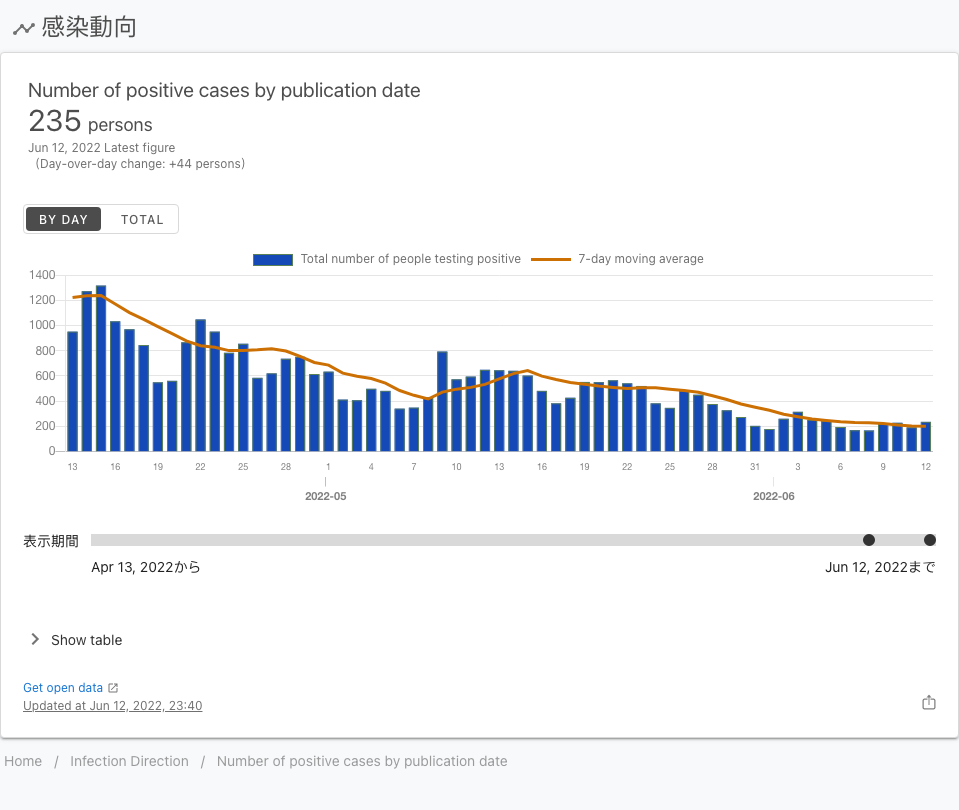 感染動向
Number of positive cases by publication date
235 persons
Jun 12, 2022 Latest figure
(Day-over-day change: +44 persons)
BY DAY TOTAL
Total number of people testing positive 7-day moving average
1400
1200
1000
800
600
400
200
0
13 16 19 22 25 28 1 4 7 10 13 16 19 22 25 28 31 3 6 9 12
2022-05 2022-06
表示期間
Apr 13, 2022から Jun 12, 2022まで
Show table
Get open data
Updated at Jun 12, 2022, 23:40
Home / Infection Direction / Number of positive cases by publication date